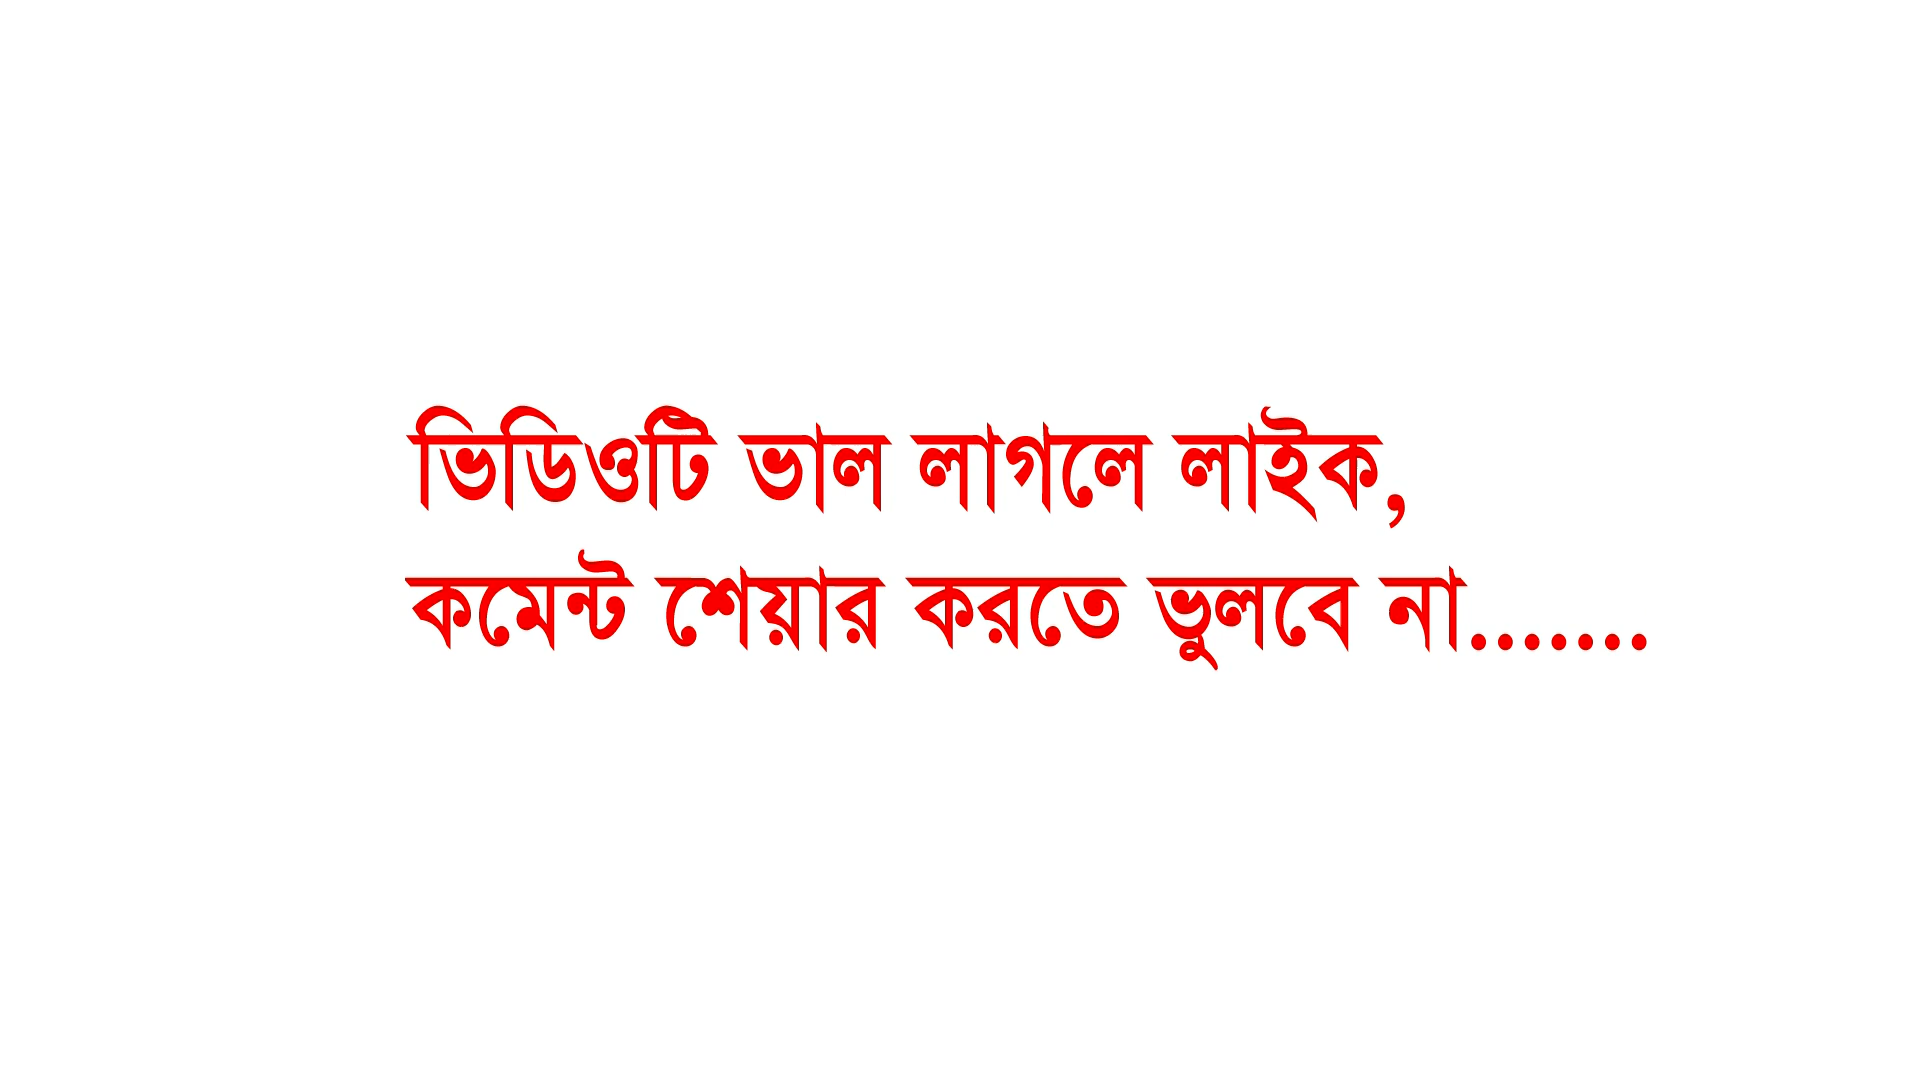 ভিডিওটি ভাল লাগলে লাইক,
কমেন্ট শেয়ার করতে ভুলবে না.......